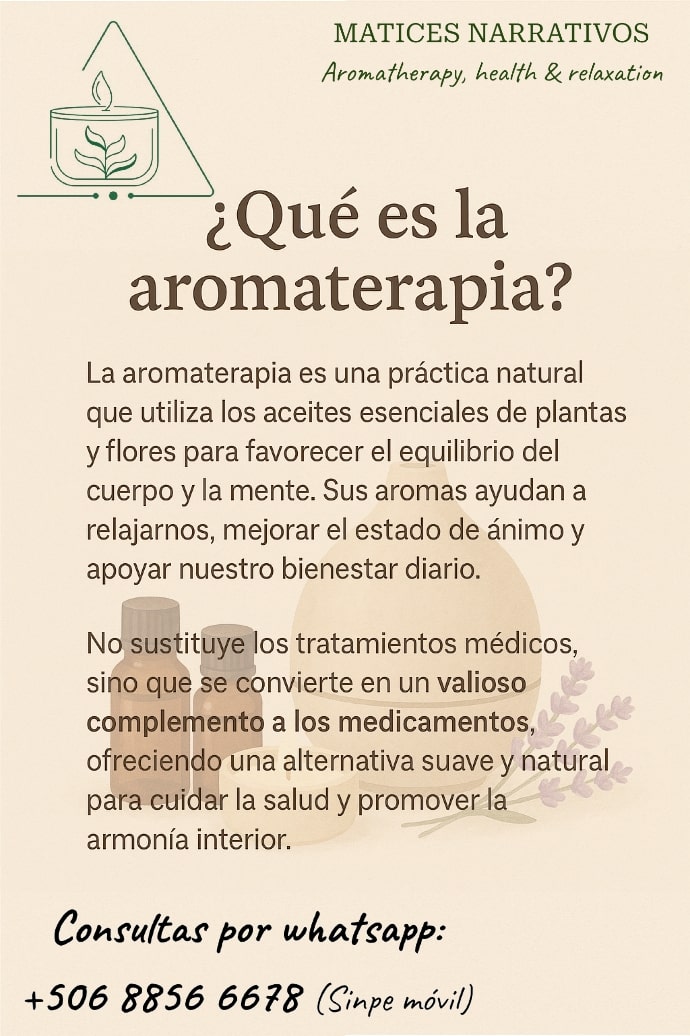 MATICES NARRATIVOS
Aromatherapy, health & relaxation
¿Qué es la
aromaterapia?
La aromaterapia es una práctica natural
que utiliza los aceites esenciales de plantas
y flores para favorecer el equilibrio del
cuerpo y la mente. Sus aromas ayudan a
relajarnos, mejorar el estado de ánimo y
apoyar nuestro bienestar diario.
No sustituye los tratamientos médicos,
sino que se convierte en un valioso
complemento a los medicamentos,
ofreciendo una alternativa suave y natural
para cuidar la salud y promover la
armonía interior.
Consultas por whatsapp:
+506 8856 6678 (Sinpe móvil)